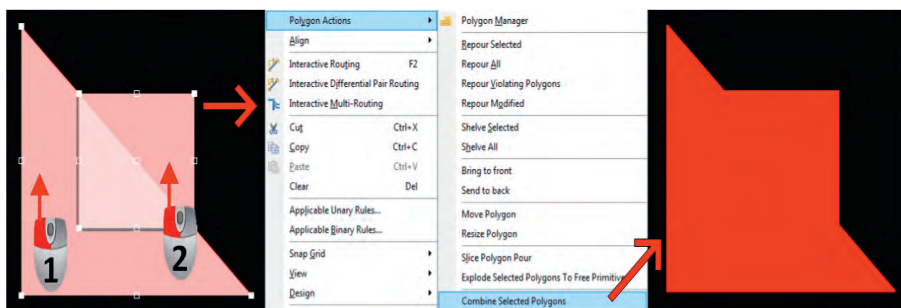 1
2
Polygon Actions
Align
Interactive Routing F2
Interactive Differential Pair Routing
Interactive Multi-Routing
Cut Ctrl+X
Copy Ctrl+C
Paste Ctrl+V
Clear Del
Applicable Unary Rules...
Applicable Binary Rules...
Snap Grid
View
Design
Polygon Manager
Repour Selected
Repour All
Repour Violating Polygons
Repour Modified
Shelve Selected
Shelve All
Bring to front
Send to back
Move Polygon
Resize Polygon
Slice Polygon Pour
Explode Selected Polygons To Free Primitive
Combine Selected Polygons